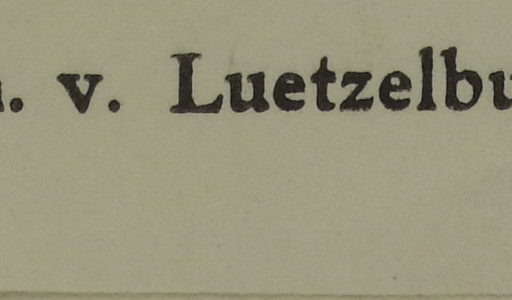 . v. Luetzelbu